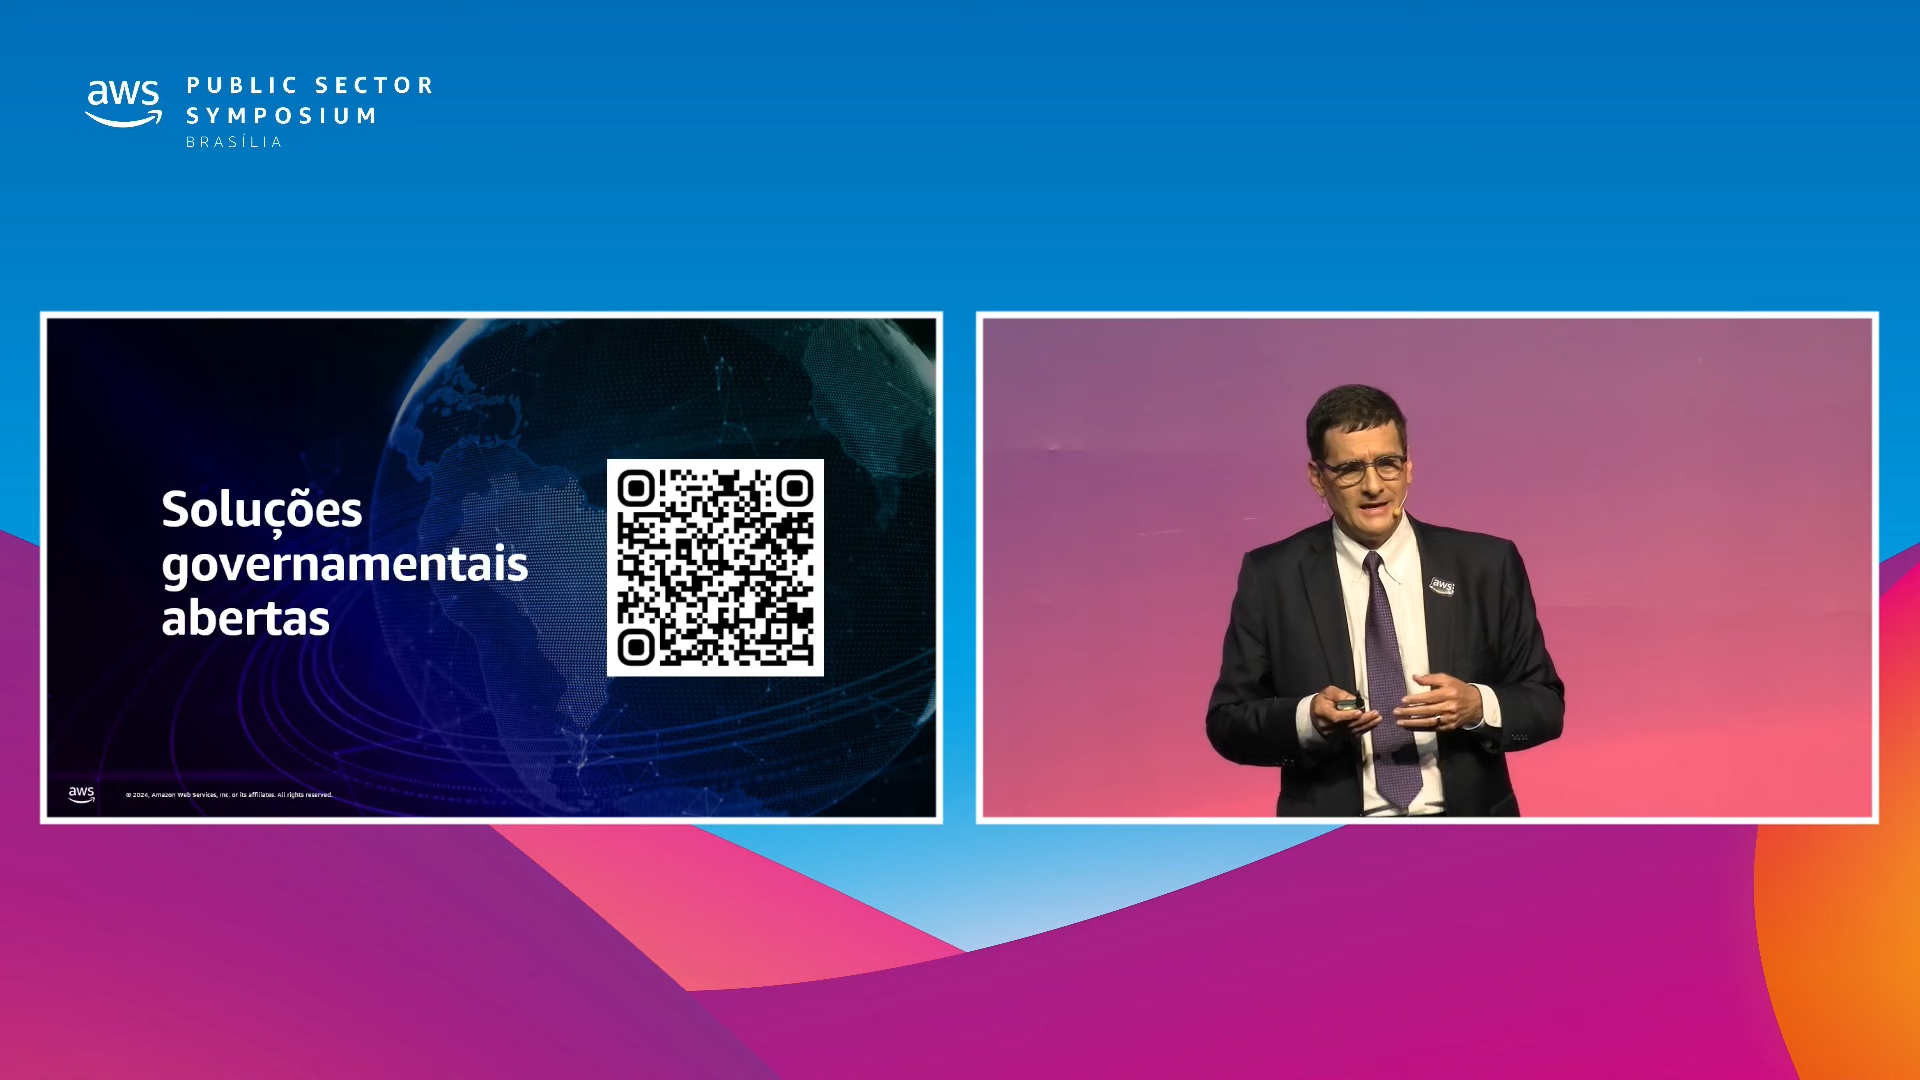 aws
PUBLIC SECTOR
SYMPOSIUM
BRASÍLIA
Soluções
governamentais
abertas
aws
© 2024, Amazon Web Services, Inc. or its affiliates. All rights reserved.
aws